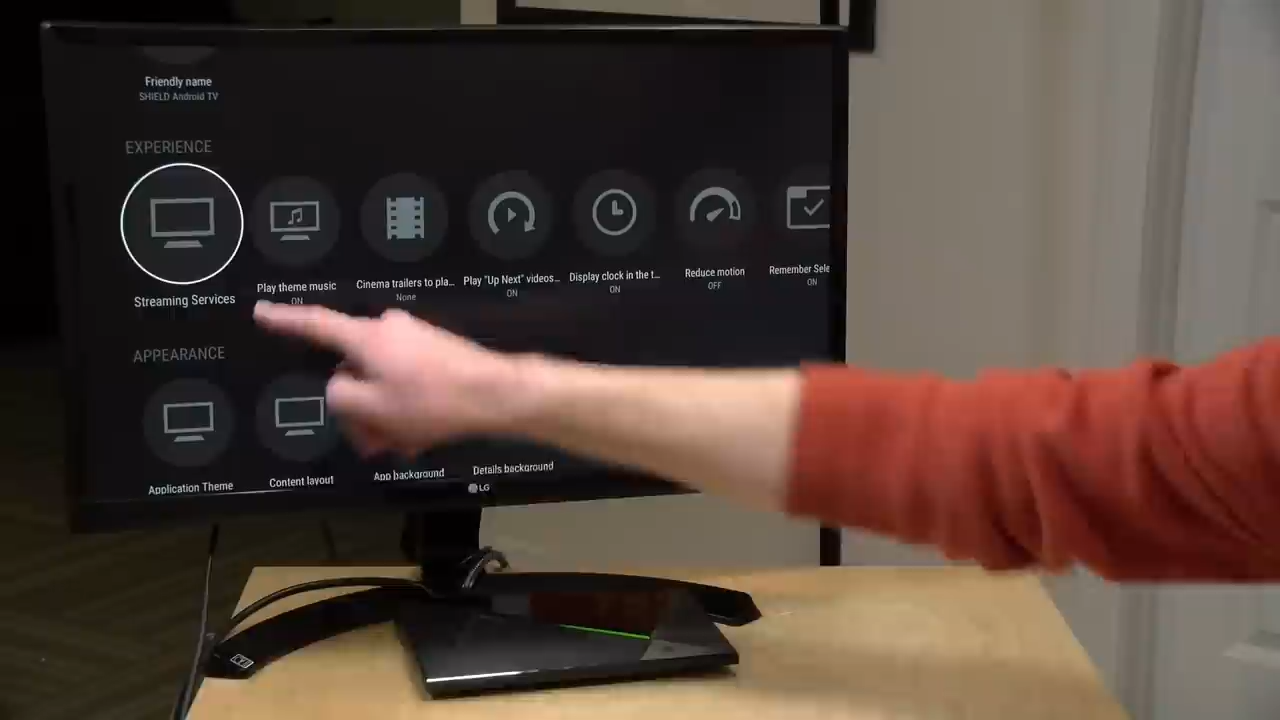 Friendly name
SHIELD Android TV
EXPERIENCE
Streaming Services
Play theme music
ON
Cinema trailers to pla...
None
Play "Up Next" videos...
ON
Display clock in the t...
ON
Reduce motion
OFF
Remember Sele
ON
APPEARANCE
Application Theme
Content layout
App background
Details background
LG